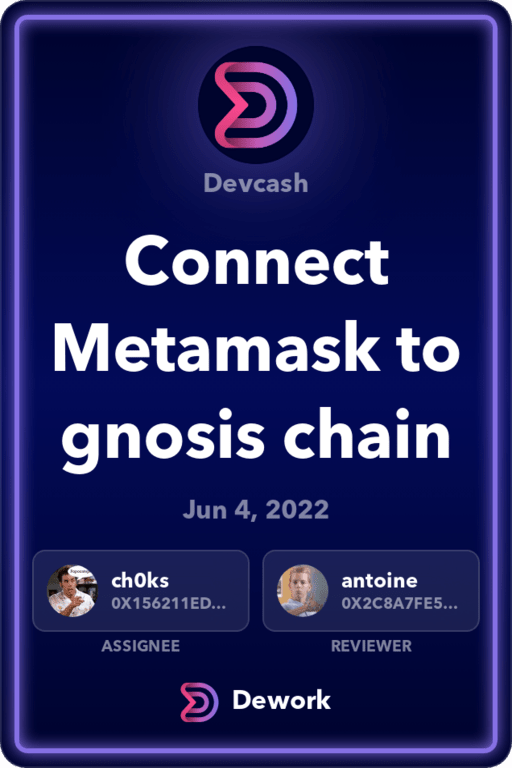 Devcash
Connect
Metamask to
gnosis chain
Jun 4, 2022
ch0ks
0X156211ED...
antoine
0X2C8A7FE5...
ASSIGNEE
REVIEWER
Dework